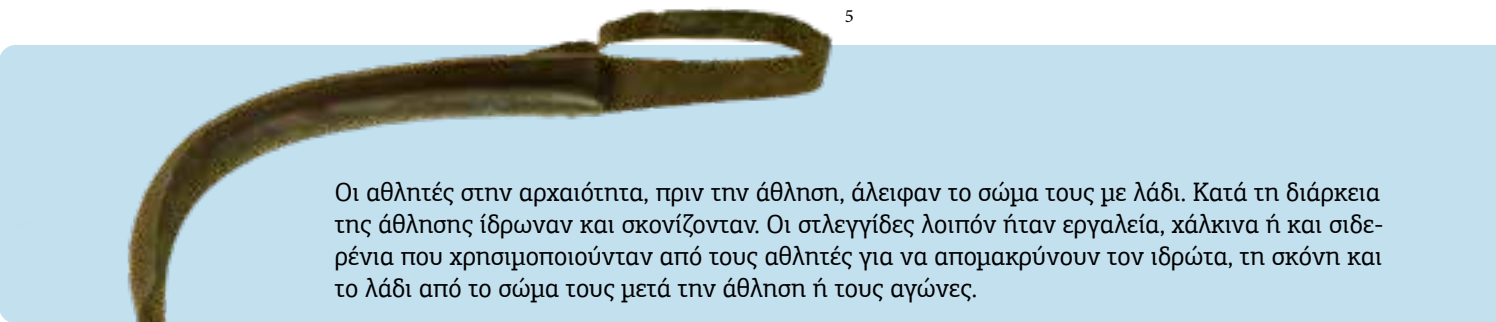 5
Οι αθλητές στην αρχαιότητα, πριν την άθληση, άλειφαν το σώμα τους με λάδι. Κατά τη διάρκεια
της άθλησης ίδρωναν και σκονίζονταν. Οι στλεγγίδες λοιπόν ήταν εργαλεία, χάλκινα ή και σιδε-
ρένια που χρησιμοποιούνταν από τους αθλητές για να απομακρύνουν τον ιδρώτα, τη σκόνη και
το λάδι από το σώμα τους μετά την άθληση ή τους αγώνες.